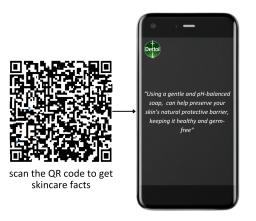 Dettol
"Using a gentle and pH-balanced
soap, can help preserve your
skin's natural protective barrier,
keeping it healthy and germ-
free"
scan the QR code to get
skincare facts